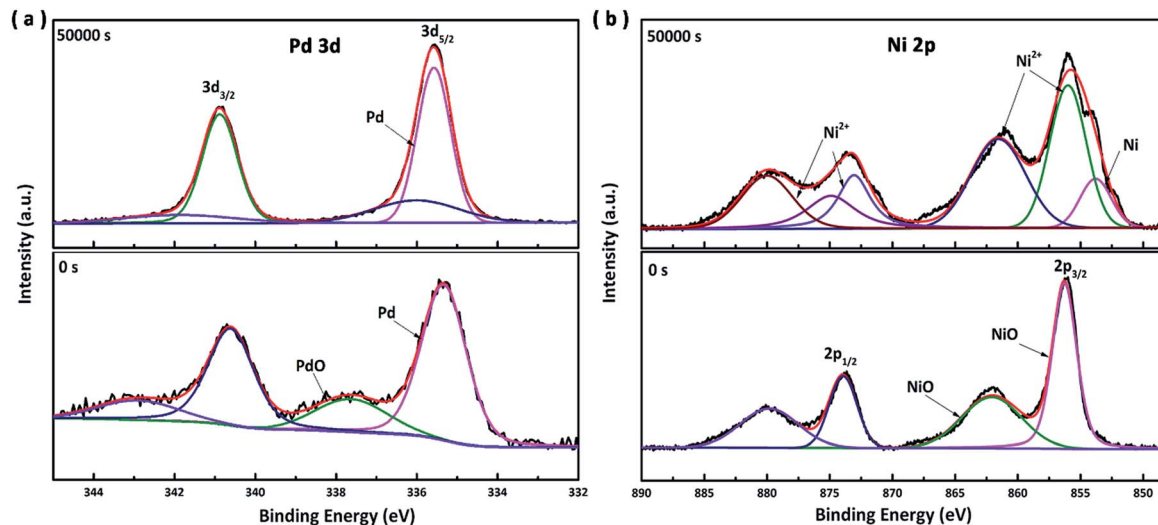 ( a )
50000 s
Pd 3d
3d5/2
3d3/2
Pd
0 s
Pd
PdO
Intensity (a.u.)
344 342 340 338 336 334 332
Binding Energy (eV)
( b )
50000 s
Ni 2p
Ni2+
Ni2+
Ni
0 s
2p3/2
2p1/2
NiO
NiO
Intensity (a.u.)
890 885 880 875 870 865 860 855 850
Binding Energy (eV)